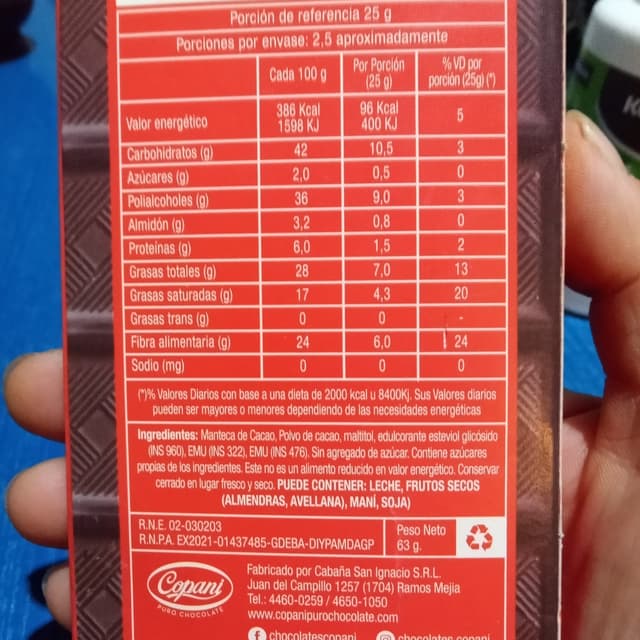 Porción de referencia 25 g
Porciones por envase: 2,5 aproximadamente
Cada 100 g Por Porción (25 g) % VD por porción (25g) (*)
Valor energético 386 Kcal 1598 KJ 96 Kcal 400 KJ 5
Carbohidratos (g) 42 10,5 3
Azúcares (g) 2,0 0,5 0
Polialcoholes (g) 36 9,0 3
Almidón (g) 3,2 0,8 0
Proteínas (g) 6,0 1,5 2
Grasas totales (g) 28 7,0 13
Grasas saturadas (g) 17 4,3 20
Grasas trans (g) 0 0 -
Fibra alimentaria (g) 24 6,0 24
Sodio (mg) 0 0 0
(*)% Valores Diarios con base a una dieta de 2000 kcal u 8400Kj. Sus Valores diarios
pueden ser mayores o menores dependiendo de las necesidades energéticas
Ingredientes: Manteca de Cacao, Polvo de cacao, maltitol, edulcorante esteviol glicósido
(INS 960), EMU (INS 322), EMU (INS 476). Sin agregado de azúcar. Contiene azúcares
propias de los ingredientes. Este no es un alimento reducido en valor energético. Conservar
cerrado en lugar fresco y seco. PUEDE CONTENER: LECHE, FRUTOS SECOS
(ALMENDRAS, AVELLANA), MANÍ, SOJA)
R.N.E. 02-030203
R.N.P.A. EX2021-01437485-GDEBA-DIYPAMDAGP
Peso Neto
63 g.
Copani
PURO CHOCOLATE
Fabricado por Cabaña San Ignacio S.R.L.
Juan del Campillo 1257 (1704) Ramos Mejia
Tel.: 4460-0259 / 4650-1050
www.copanipurochocolate.com
chocolatescopani chocolates.copani